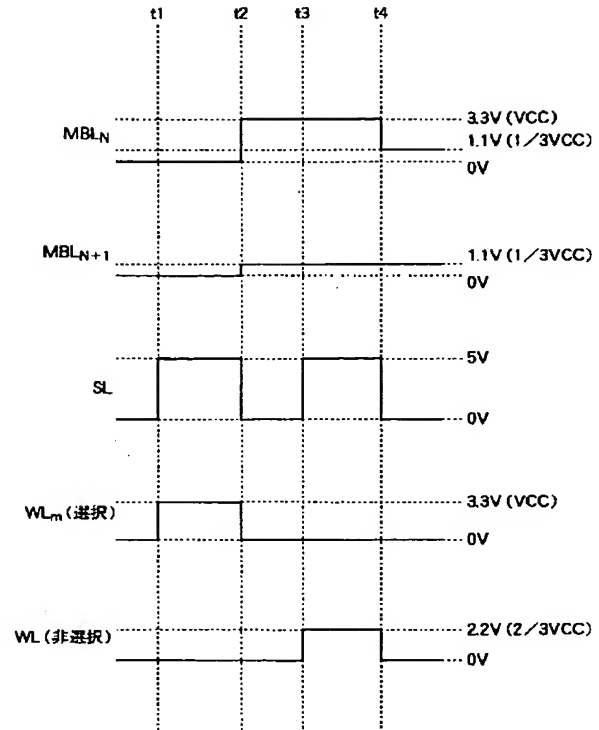 t1 t2 t3 t4
3.3V (VCC)
MBLN
1.1V (1/3VCC)
0V
MBLN+1
1.1V (1/3VCC)
0V
5V
SL
0V
WLm (選択)
3.3V (VCC)
0V
WL (非選択)
2.2V (2/3VCC)
0V